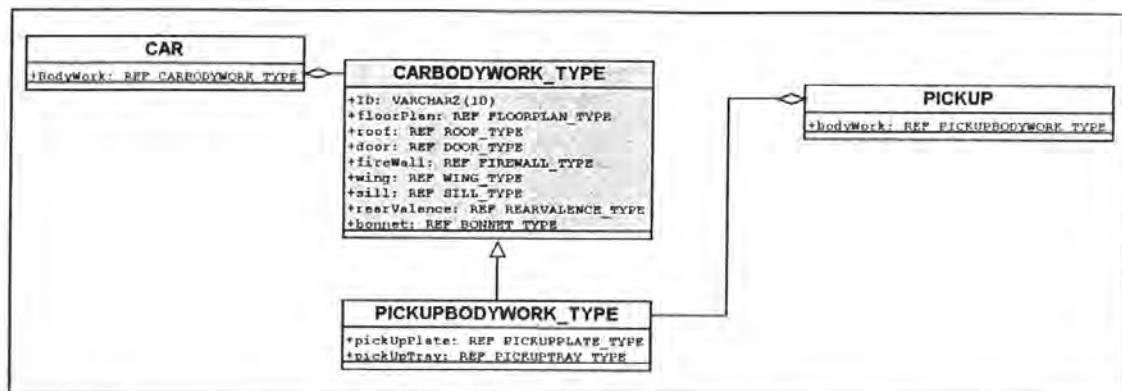 CAR
+BodyWork: REF CARBODYWORK_TYPE
CARBODYWORK_TYPE
+ID: VARCHAR2(10)
+floorPlan: REF FLOORPLAN_TYPE
+roof: REF ROOF_TYPE
+door: REF DOOR_TYPE
+fireWall: REF FIREWALL_TYPE
+wing: REF WING_TYPE
+sill: REF SILL_TYPE
+rearValence: REF REARVALENCE_TYPE
+bonnet: REF BONNET_TYPE
PICKUP
+bodyWork: REF PICKUPBODYWORK_TYPE
PICKUPBODYWORK_TYPE
+pickUpPlate: REF PICKUPPLATE_TYPE
+pickUpTray: REF PICKUPTRAY_TYPE